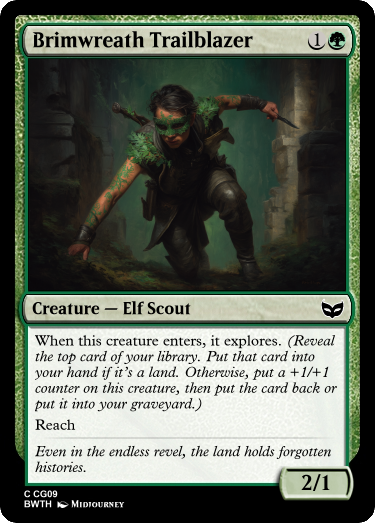 Brimwreath Trailblazer 1
Creature — Elf Scout
When this creature enters, it explores. (Reveal
the top card of your library. Put that card into
your hand if it's a land. Otherwise, put a +1/+1
counter on this creature, then put the card back or
put it into your graveyard.)
Reach
Even in the endless revel, the land holds forgotten
histories.
2/1
C CG09
BWTH MIDJOURNEY